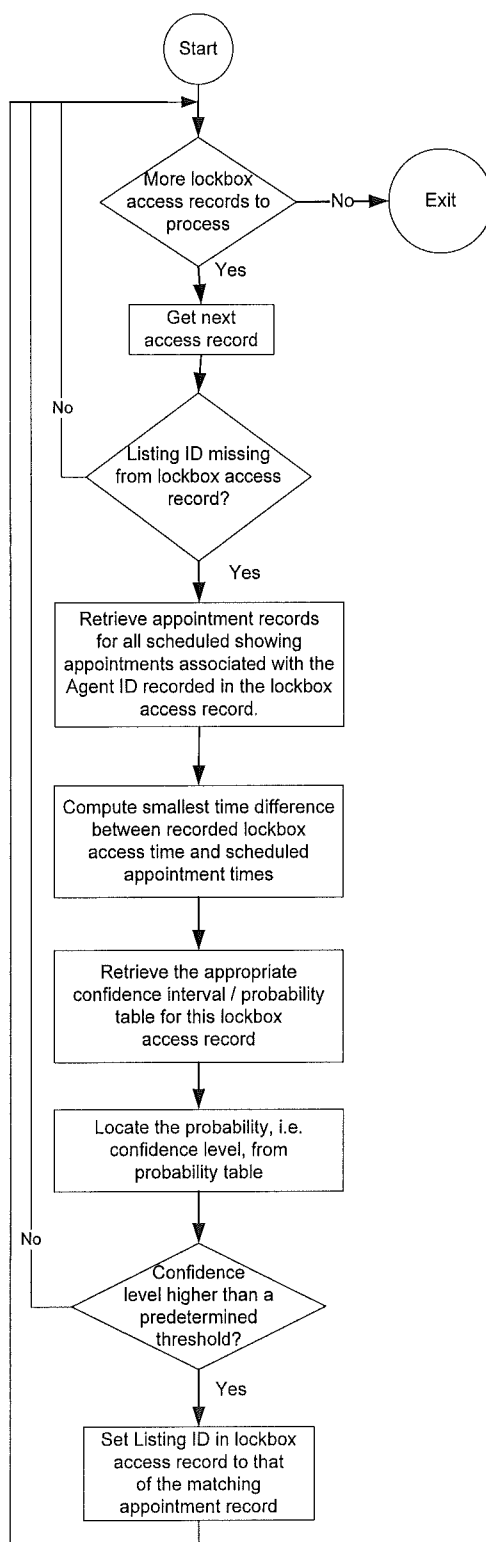 Start
More lockbox
access records to
process
No
Exit
Yes
Get next
access record
No
Listing ID missing
from lockbox access
record?
Yes
Retrieve appointment records
for all scheduled showing
appointments associated with the
Agent ID recorded in the lockbox
access record.
Compute smallest time difference
between recorded lockbox
access time and scheduled
appointment times
Retrieve the appropriate
confidence interval / probability
table for this lockbox
access record
Locate the probability, i.e.
confidence level, from
probability table
No
Confidence
level higher than a
predetermined
threshold?
Yes
Set Listing ID in lockbox
access record to that
of the matching
appointment record